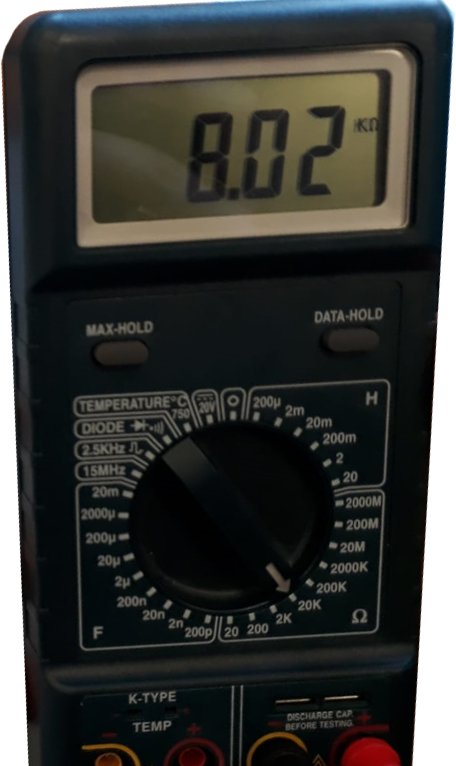 8.02 KΩ
MAX-HOLD DATA-HOLD
TEMPERATURE°C 750 20V
DIODE
2.5KHz
15MHz
20m
2000µ
200µ
20µ
2µ
200n
20n
2n
200p
F
H
200µ
2m
20m
200m
2
20
2000M
200M
20M
2000K
200K
20K
2K
200
20
Ω
K-TYPE
TEMP
- +
DISCHARGE CAP.
BEFORE TESTING.
- +